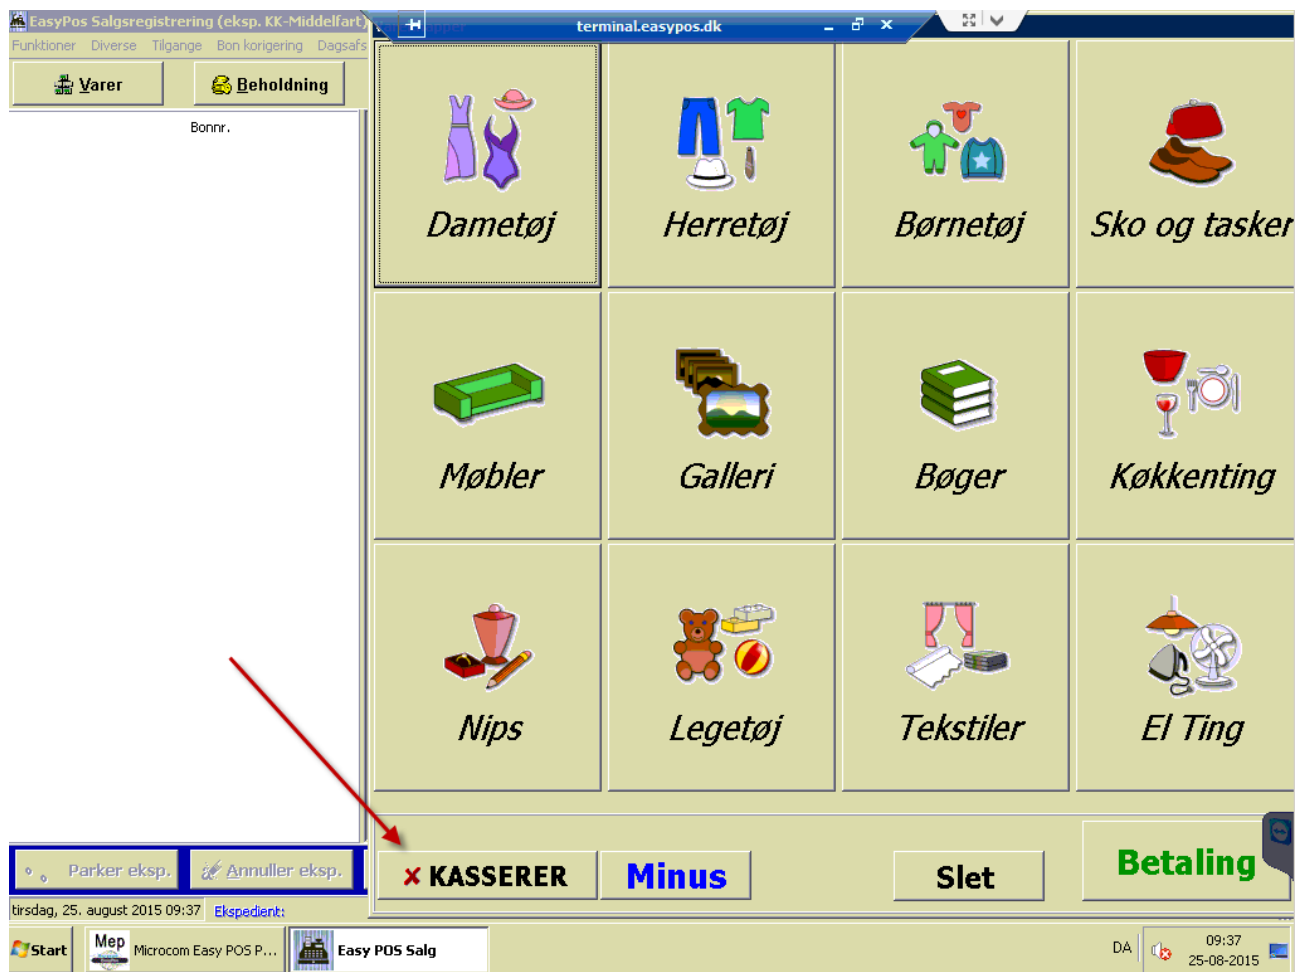 EasyPos Salgsregistrering (eksp. KK-Middelfart)
terminal.easypos.dk
Funktioner Diverse Tilgange Bon korigering Dagsafs
Varer Beholdning
Bonnr.
Dametøj Herretøj Børnetøj Sko og tasker
Møbler Galleri Bøger Køkkenting
Nips Legetøj Tekstiler El Ting
Parker eksp. Annuller eksp. KASSERER Minus Slet Betaling
tirsdag, 25. august 2015 09:37 Ekspedient:
Start Mep Microcom Easy POS P... Easy POS Salg DA 09:37
25-08-2015